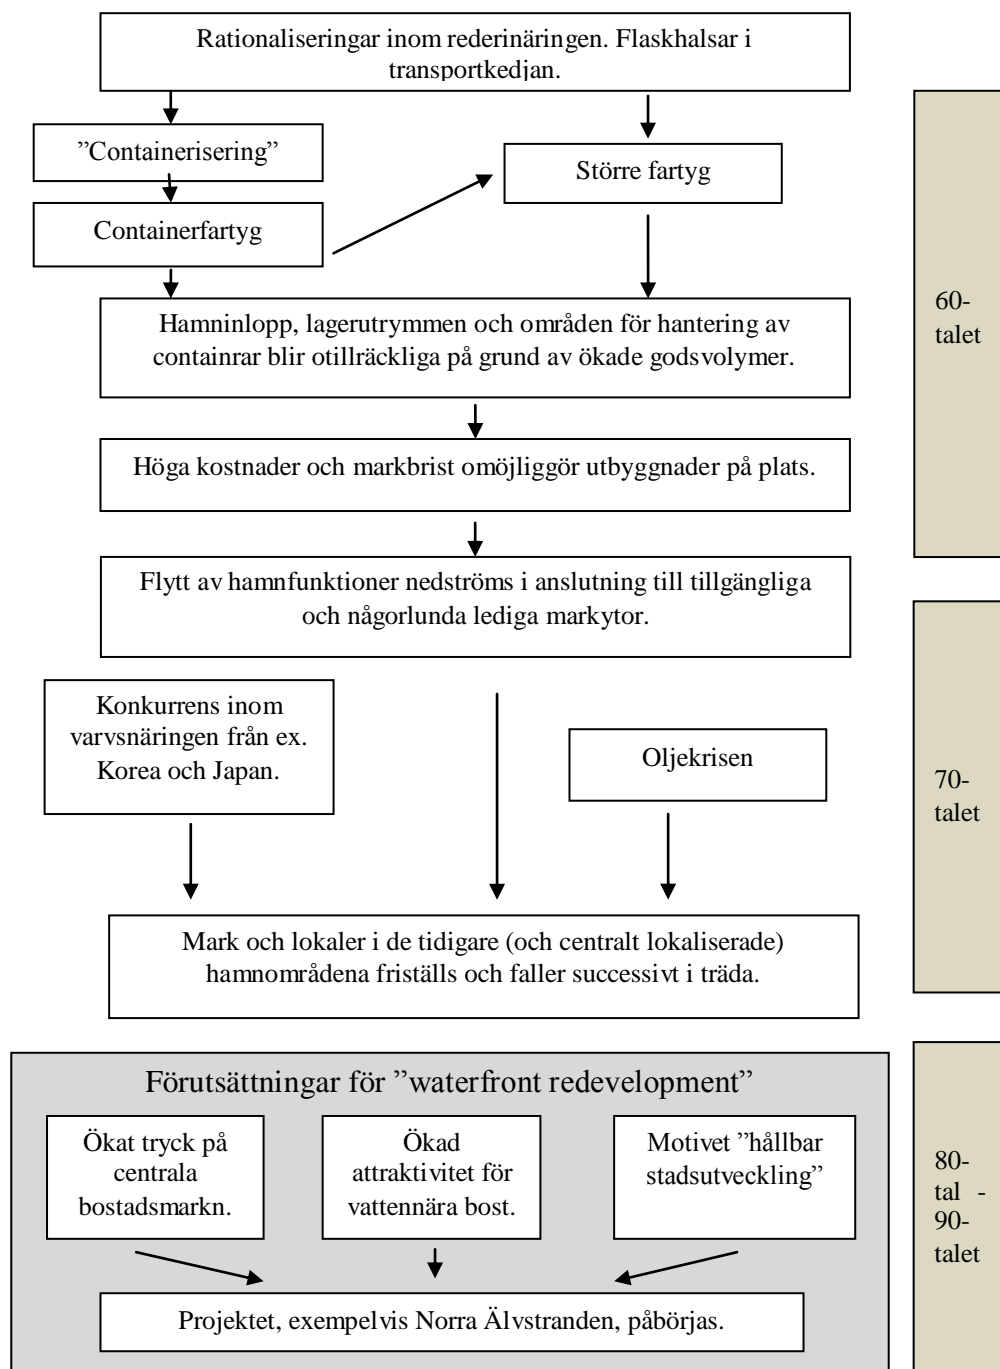 Rationaliseringar inom rederinäringen. Flaskhalsar i
transportkedjan.
”Containerisering”
Större fartyg
Containerfartyg
Hamninlopp, lagerutrymmen och områden för hantering av
containrar blir otillräckliga på grund av ökade godsvolymer.
60-
talet
Höga kostnader och markbrist omöjliggör utbyggnader på plats.
Flytt av hamnfunktioner nedströms i anslutning till tillgängliga
och någorlunda lediga markytor.
Konkurrens inom
varvsnäringen från ex.
Korea och Japan.
Oljekrisen
70-
talet
Mark och lokaler i de tidigare (och centralt lokaliserade)
hamnområdena friställs och faller successivt i träda.
Förutsättningar för ”waterfront redevelopment”
Ökat tryck på
centrala
bostadsmarkn.
Ökad
attraktivitet för
vattennära bost.
Motivet ”hållbar
stadsutveckling”
80-
tal -
90-
talet
Projektet, exempelvis Norra Älvstranden, påbörjas.